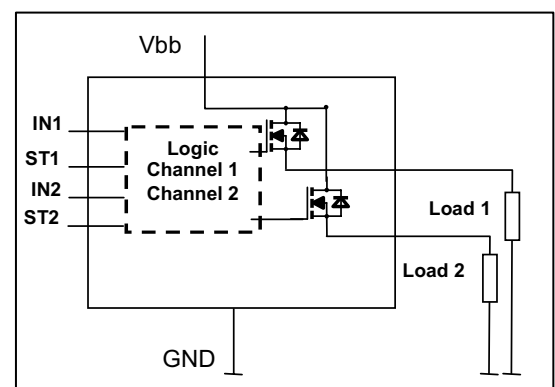 Vbb
IN1
ST1
IN2
ST2
Logic
Channel 1
Channel 2
Load 1
Load 2
GND